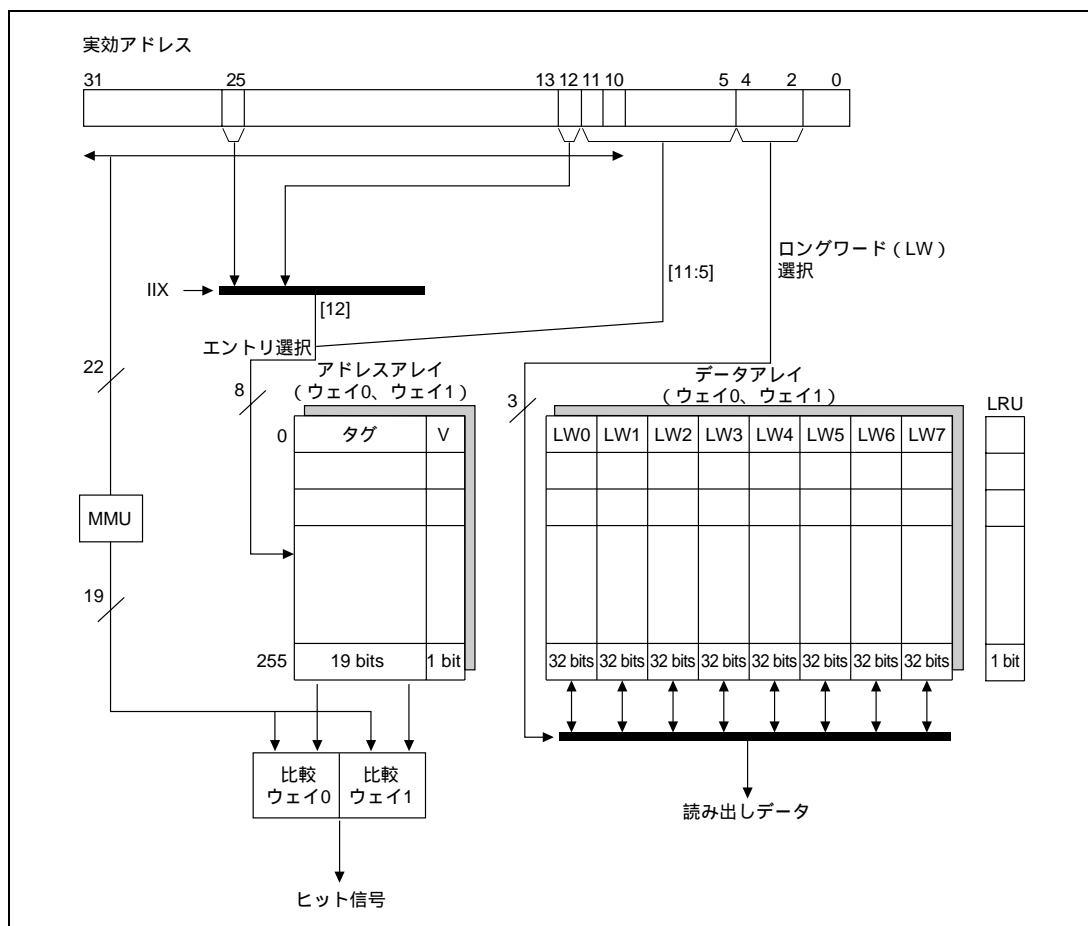 実効アドレス
31 25 13 12 11 10 5 4 2 0
ロングワード（LW）
選択
[11:5]
IIX
[12]
エントリ選択
22
8
アドレスアレイ
（ウェイ0、ウェイ1）
3
データアレイ
（ウェイ0、ウェイ1）
LRU
0 タグ V
LW0 LW1 LW2 LW3 LW4 LW5 LW6 LW7
MMU
19
255 19 bits 1 bit
32 bits 32 bits 32 bits 32 bits 32 bits 32 bits 32 bits 32 bits
1 bit
比較
ウェイ0
比較
ウェイ1
読み出しデータ
ヒット信号